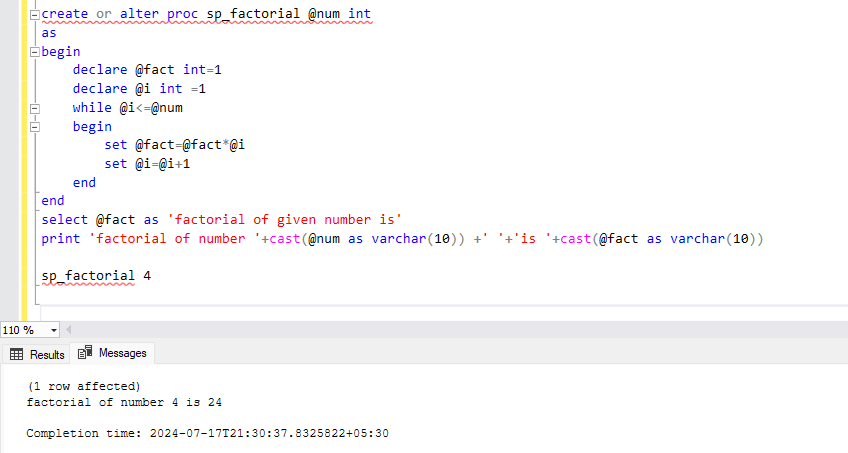 create or alter proc sp_factorial @num int
as
begin
declare @fact int=1
declare @i int =1
while @i<=@num
begin
set @fact=@fact*@i
set @i=@i+1
end
end
select @fact as 'factorial of given number is'
print 'factorial of number '+cast(@num as varchar(10)) +' '+'is '+cast(@fact as varchar(10))
sp_factorial 4
110 %
Results Messages
(1 row affected)
factorial of number 4 is 24
Completion time: 2024-07-17T21:30:37.8325822+05:30